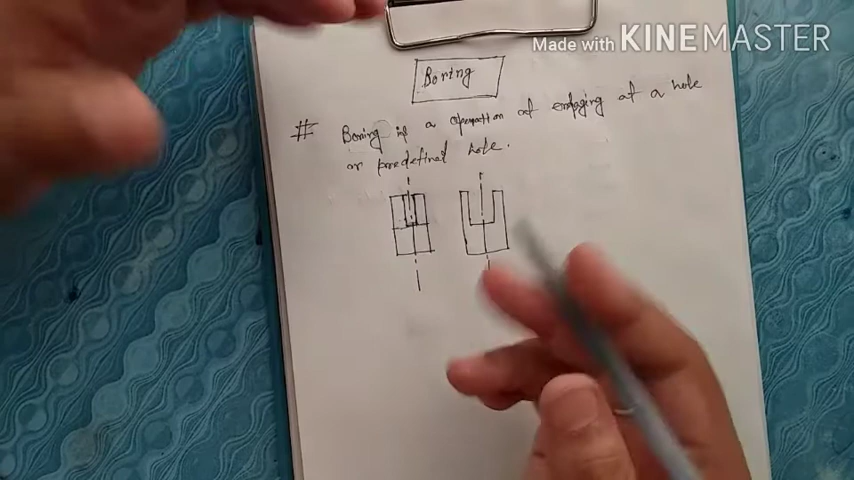 Made with KINEMASTER
Boring
# Boring is a operation of enlarging of a hole
or predefined hole.